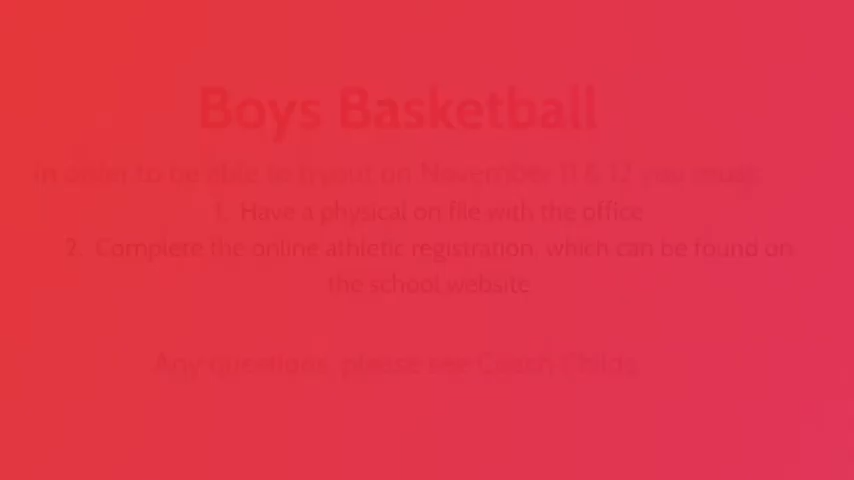 Boys Basketball
In order to be able to tryout on November 11 & 12 you must:
1. Have a physical on file with the office
2. Complete the online athletic registration, which can be found on
the school website
Any questions, please see Coach Childs